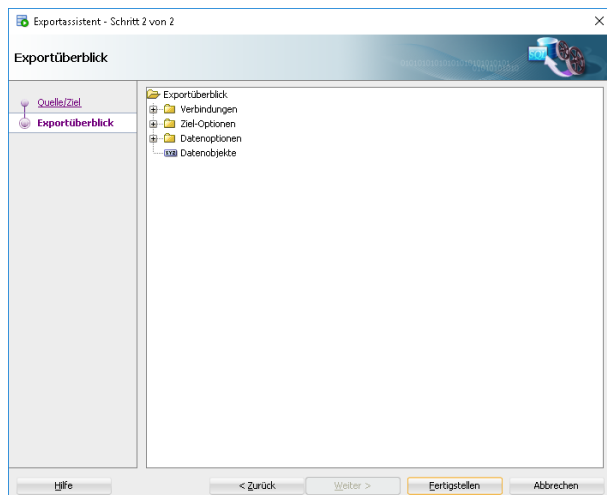 Exportassistent - Schritt 2 von 2
Exportüberblick
SQL
Quelle/Ziel
Exportüberblick
Exportüberblick
Verbindungen
Ziel-Optionen
Datenoptionen
Datenobjekte
Hilfe
< Zurück
Weiter >
Fertigstellen
Abbrechen